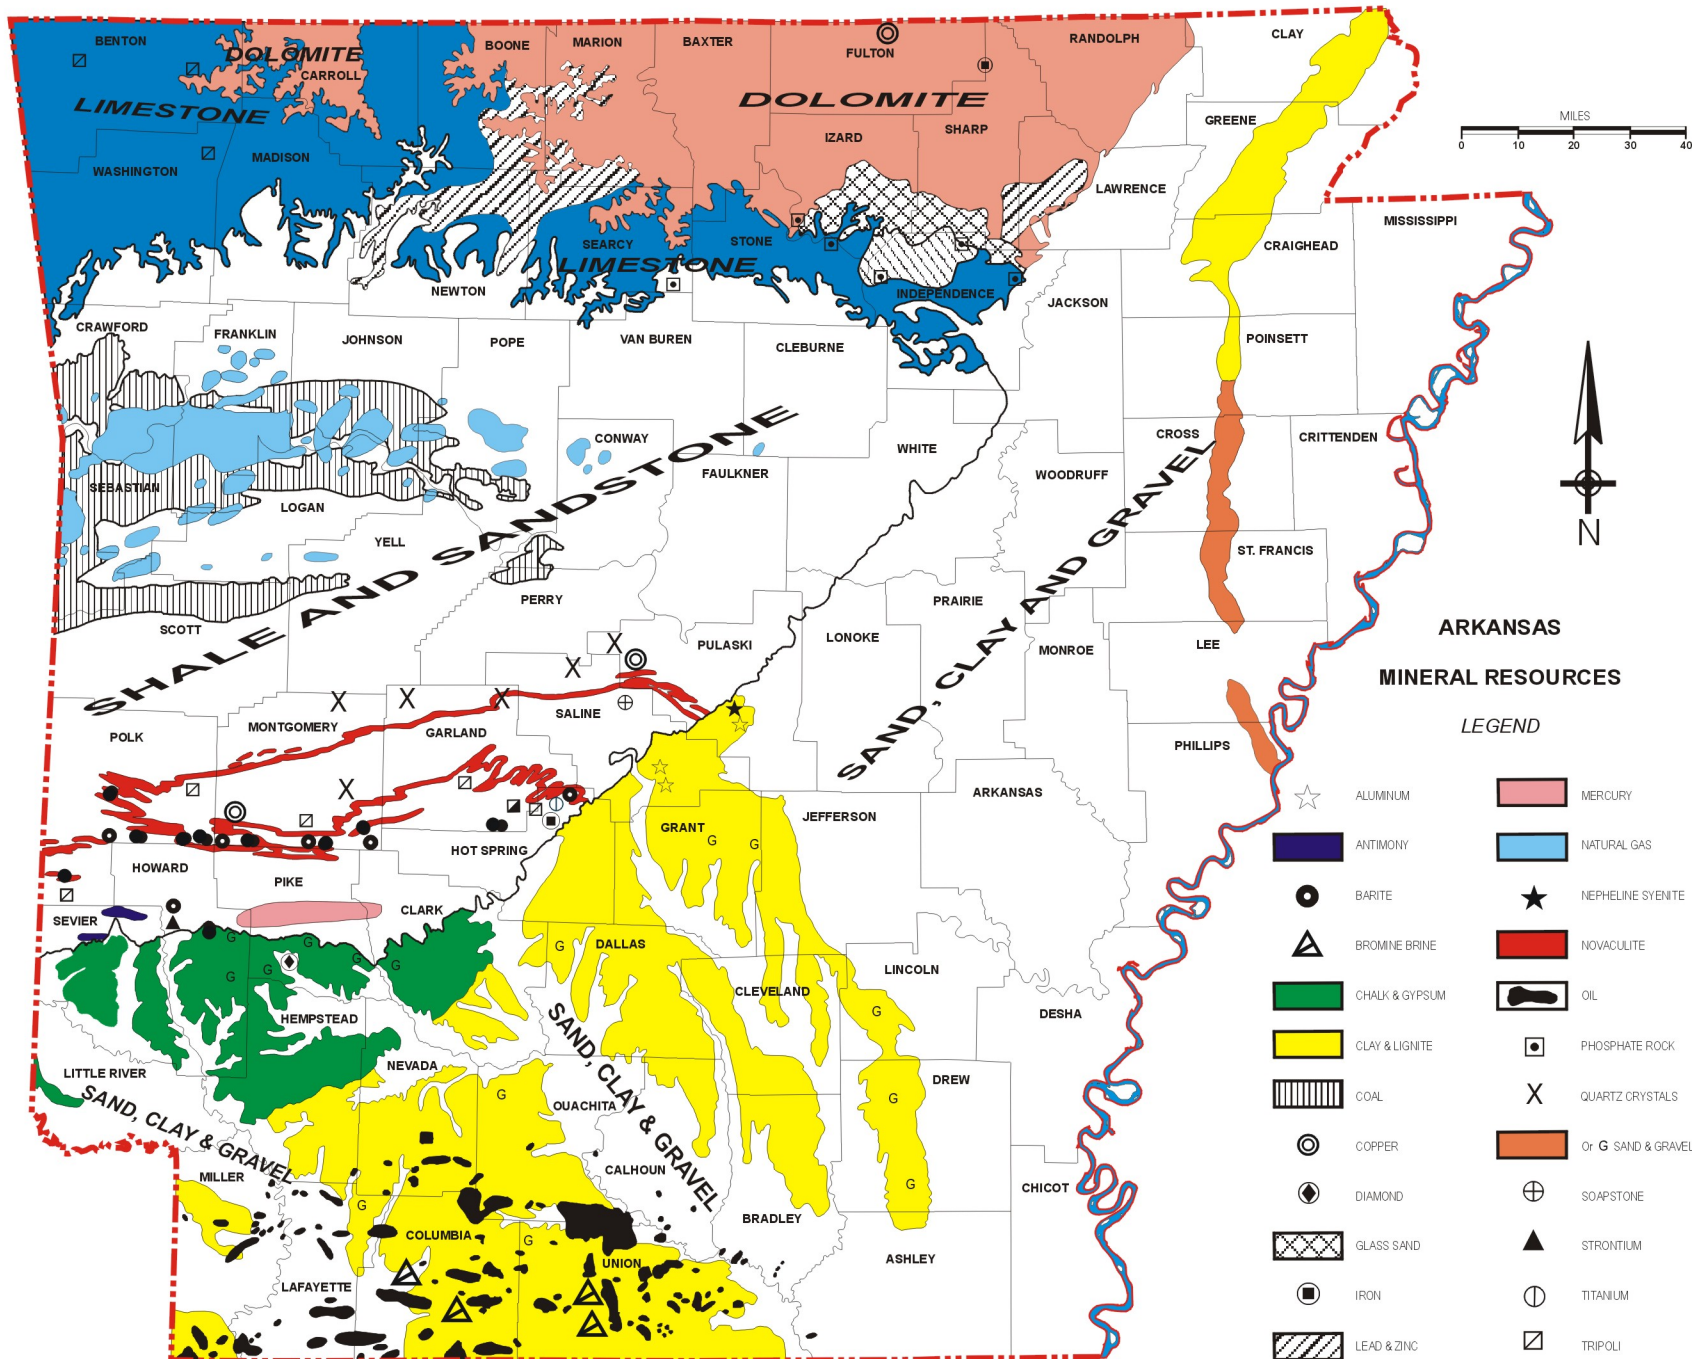 BENTON
DOLOMITE
CARROLL
BOONE
MARION
BAXTER
FULTON
RANDOLPH
CLAY
LIMESTONE
DOLOMITE
GREENE
MILES
0 10 20 30 40
IZARD
SHARP
WASHINGTON
MADISON
LAWRENCE
MISSISSIPPI
SEARCY
STONE
CRAIGHEAD
LIMESTONE
NEWTON
INDEPENDENCE
JACKSON
CRAWFORD
FRANKLIN
JOHNSON
POPE
VAN BUREN
CLEBURNE
POINSETT
CONWAY
CROSS
CRITTENDEN
SEBASTIAN
LOGAN
FAULKNER
WHITE
WOODRUFF
YELL
ST. FRANCIS
N
SHALE AND SANDSTONE
SAND, CLAY AND GRAVEL
PERRY
PRAIRIE
SCOTT
PULASKI
LONOKE
MONROE
LEE
ARKANSAS
MINERAL RESOURCES
LEGEND
X
X
X
X
X
X
POLK
MONTGOMERY
GARLAND
SALINE
PHILLIPS
ARKANSAS
JEFFERSON
GRANT
G
G
HOT SPRING
HOWARD
PIKE
SEVIER
CLARK
G
G
G
G
G
G
G
DALLAS
CLEVELAND
LINCOLN
G
DESHA
HEMPSTEAD
LITTLE RIVER
NEVADA
DREW
SAND, CLAY & GRAVEL
G
OUACHITA
G
SAND, CLAY & GRAVEL
MILLER
CALHOUN
G
CHICOT
G
COLUMBIA
G
BRADLEY
UNION
ASHLEY
LAFAYETTE
ALUMINUM
MERCURY
ANTIMONY
NATURAL GAS
BARITE
NEPHELINE SYENITE
BROMINE BRINE
NOVACULITE
CHALK & GYPSUM
OIL
CLAY & LIGNITE
PHOSPHATE ROCK
COAL
X QUARTZ CRYSTALS
COPPER
Or G SAND & GRAVEL
DIAMOND
SOAPSTONE
GLASS SAND
STRONTIUM
IRON
TITANIUM
LEAD & ZINC
TRIPOLI